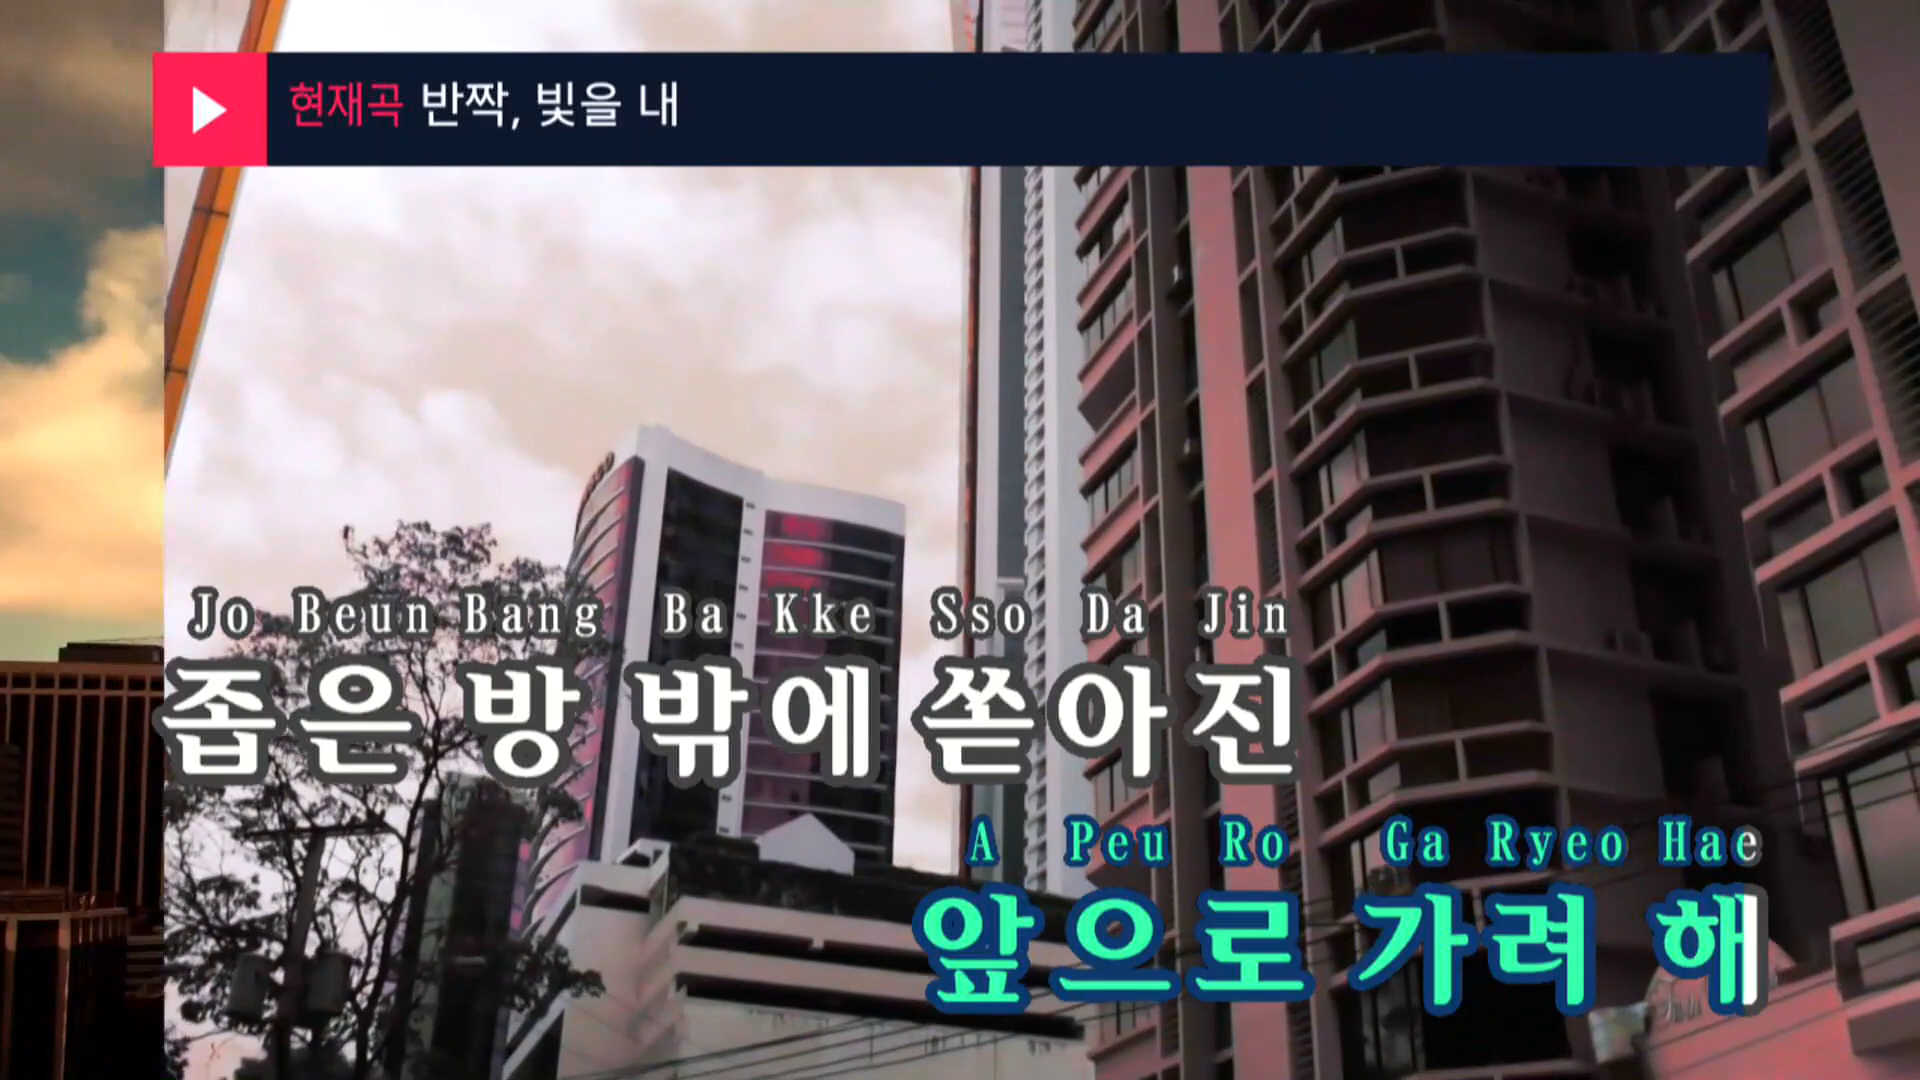 현재곡 반짝, 빛을 내
Jo Beun Bang Ba Kke Sso Da Jin
좁은 방 밖에 쏟아진
A Peu Ro Ga Ryeo Hae
앞으로 가려 해